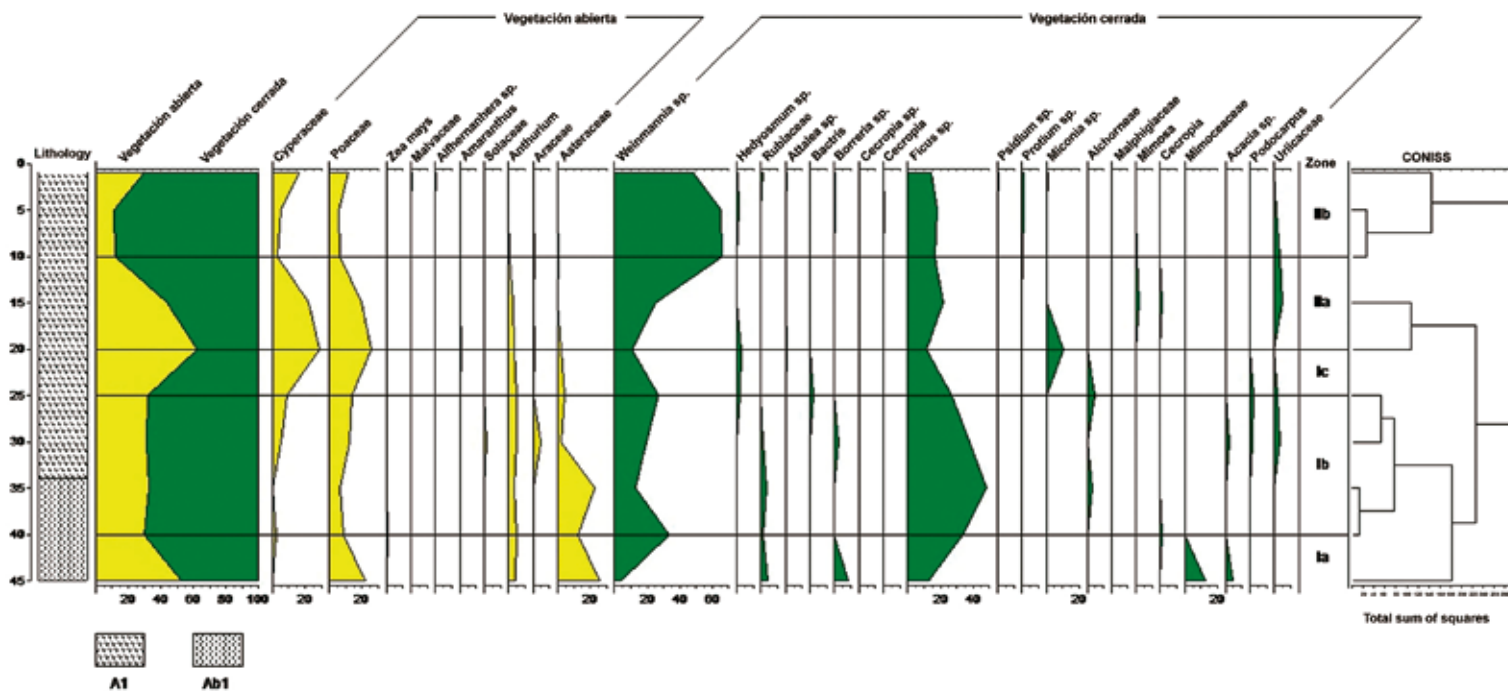 Vegetación abierta
Vegetación cerrada
Lithology
Vegetación abierta
Vegetación cerrada
Cyperaceae
Poaceae
Zea mays
Malvaceae
Althernanhera sp.
Amaranthus
Solaceae
Anthurium
Araceae
Asteraceae
Weinmannia sp.
Hedyosmum sp.
Rubiaceae
Attalea sp.
Bactris
Borreria sp.
Cecropia sp.
Cecropia
Ficus sp.
Psidium sp.
Protium sp.
Miconia sp.
Alchorneae
Malphigiaceae
Mimosa
Cecropia
Mimoceaceae
Acacia sp.
Podocarpus
Urticaceae
Zone
CONISS
0
5
10
15
20
25
30
35
40
45
IIb
IIa
Ic
Ib
Ia
20 40 60 80 100
20
20
20
20 40 60
20 40
20
20
Total sum of squares
A1
Ab1